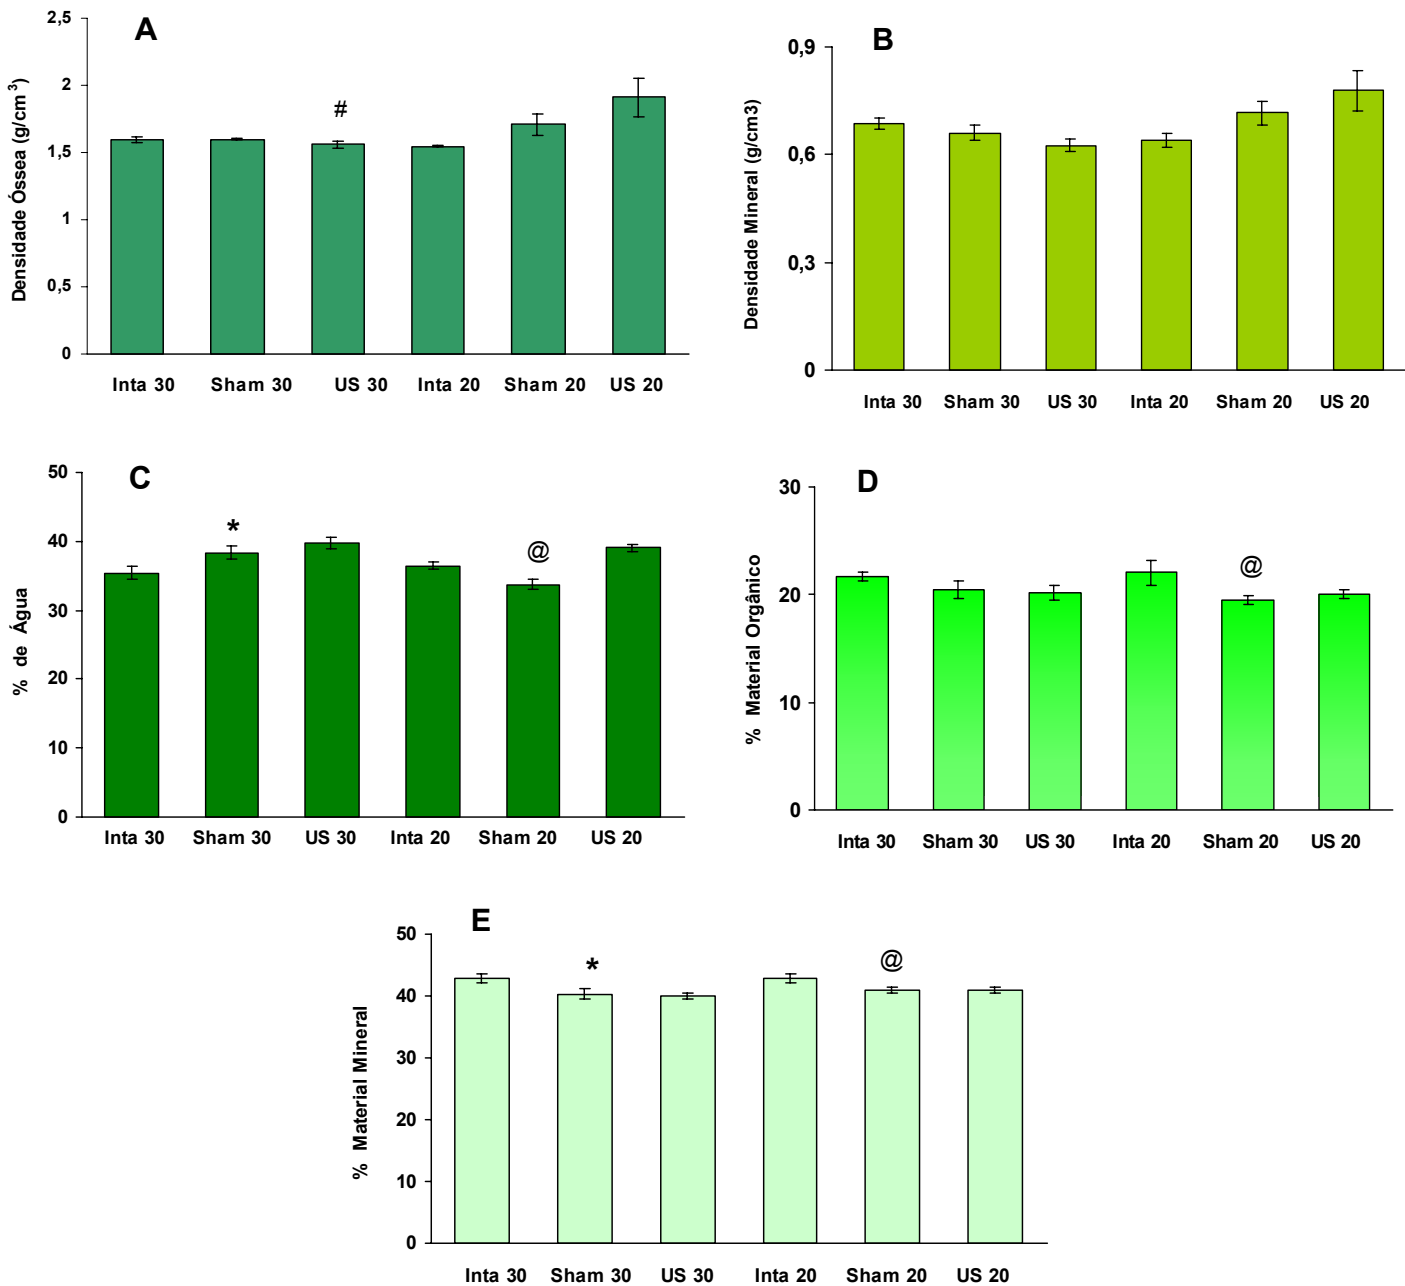 A
Densidade Óssea (g/cm³)
2,5
2
1,5
1
0,5
0
#
Inta 30 Sham 30 US 30 Inta 20 Sham 20 US 20
B
Densidade Mineral (g/cm3)
0,9
0,6
0,3
0
Inta 30 Sham 30 US 30 Inta 20 Sham 20 US 20
C
% de Água
50
40
30
20
10
0
*
@
Inta 30 Sham 30 US 30 Inta 20 Sham 20 US 20
D
% Material Orgânico
30
20
10
0
@
Inta 30 Sham 30 US 30 Inta 20 Sham 20 US 20
E
% Material Mineral
50
40
30
20
10
0
*
@
Inta 30 Sham 30 US 30 Inta 20 Sham 20 US 20